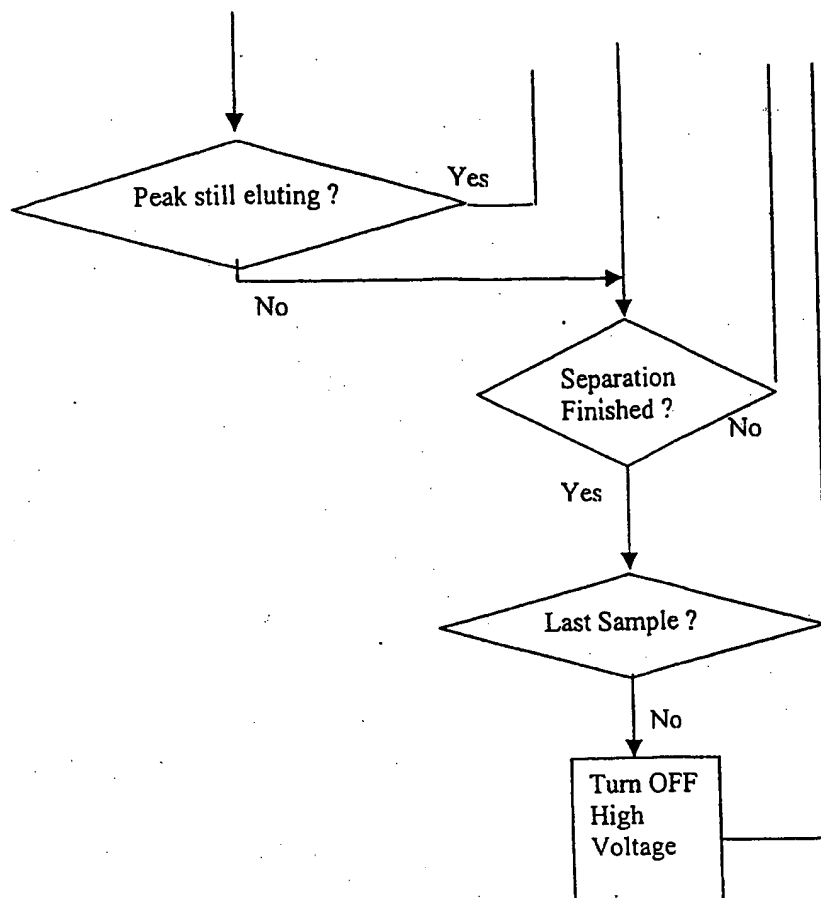 Peak still eluting ?
Yes
No
Separation
Finished ?
No
Yes
Last Sample ?
No
Turn OFF
High
Voltage